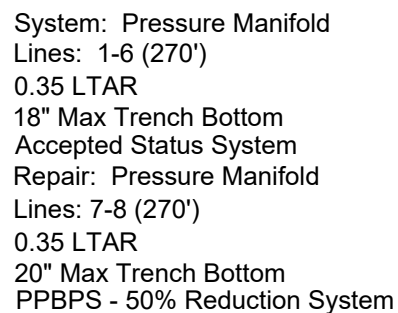 System:  Pressure Manifold
Lines:  1-6 (270')
0.35 LTAR
18" Max Trench Bottom
Accepted Status System
Repair:  Pressure Manifold
Lines: 7-8 (270')
0.35 LTAR
20" Max Trench Bottom
PPBPS - 50% Reduction System